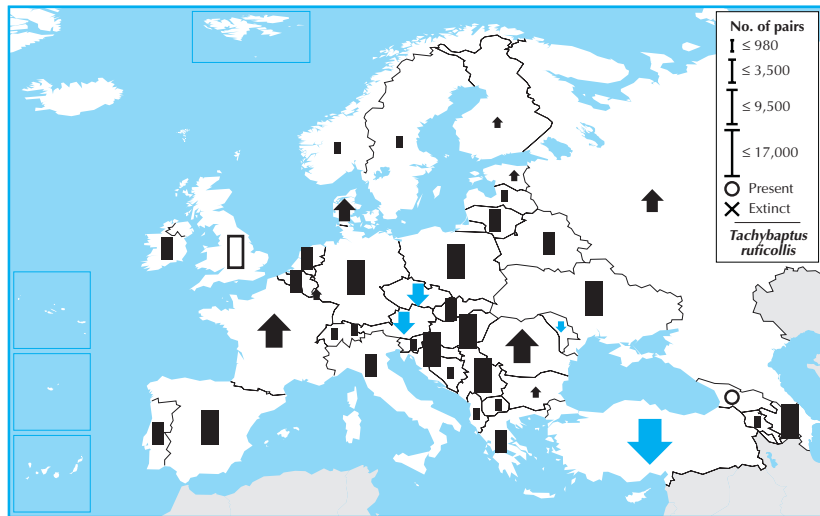 No. of pairs
≤ 980
≤ 3,500
≤ 9,500
≤ 17,000
Present
Extinct
Tachybaptus
ruficollis